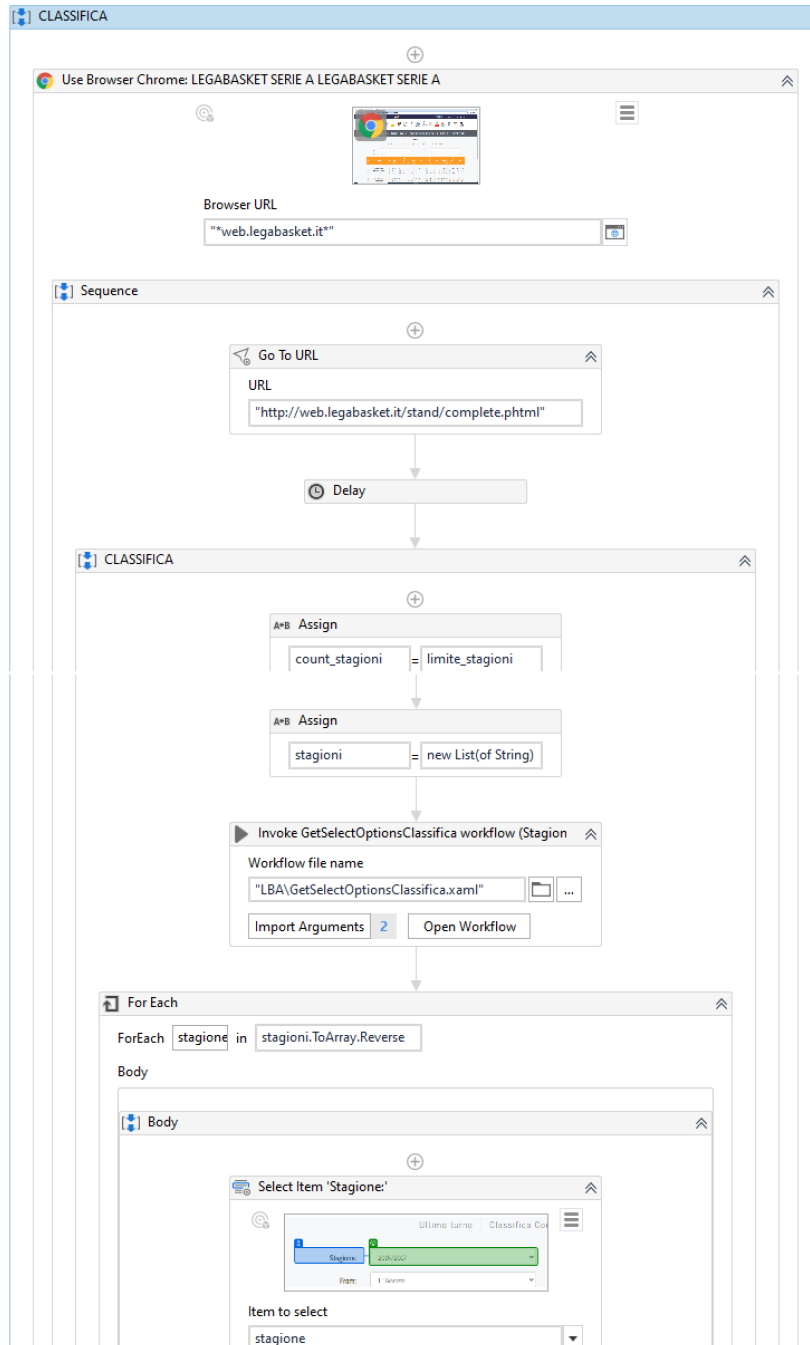 CLASSIFICA
Use Browser Chrome: LEGABASKET SERIE A LEGABASKET SERIE A
Browser URL
"*web.legabasket.it*"
Sequence
Go To URL
URL
"http://web.legabasket.it/stand/complete.phtml"
Delay
CLASSIFICA
A+B Assign
count_stagioni = limite_stagioni
A+B Assign
stagioni = new List(of String)
Invoke GetSelectOptionsClassifica workflow (Stagion
Workflow file name
"LBA\GetSelectOptionsClassifica.xaml" ...
Import Arguments 2 Open Workflow
For Each
ForEach stagione in stagioni.ToArray.Reverse
Body
Body
Select Item 'Stagione:'
Ultimo turno Classifica Co
Stagione:
From:
Item to select
stagione